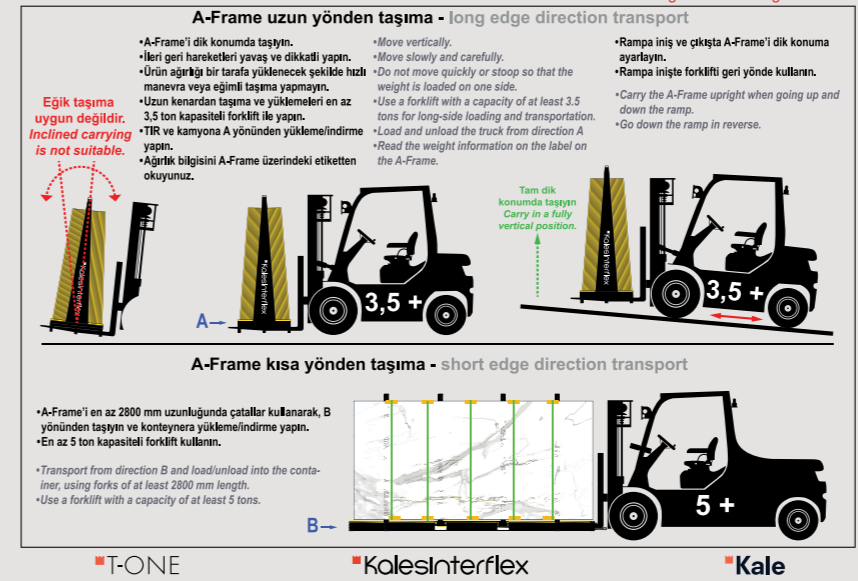 A-Frame uzun yönden taşıma - long edge direction transport
•A-Frame'i dik konumda taşıyın.
•İleri geri hareketleri yavaş ve dikkatli yapın.
•Ürün ağırlığı bir tarafa yüklenecek şekilde hızlı
manevra veya eğimli taşıma yapmayın.
•Uzun kenardan taşıma ve yüklemeleri en az
3,5 ton kapasiteli forklift ile yapın.
•TIR ve kamyona A yönünden yükleme/indirme
yapın.
•Ağırlık bilgisini A-Frame üzerindeki etiketten
okuyunuz.
•Move vertically.
•Move slowly and carefully.
•Do not move quickly or stoop so that the
weight is loaded on one side.
•Use a forklift with a capacity of at least 3.5
tons for long-side loading and transportation.
•Load and unload the truck from direction A
•Read the weight information on the label on
the A-Frame.
•Rampa iniş ve çıkışta A-Frame'i dik konuma
ayarlayın.
•Rampa inişte forklifti geri yönde kullanın.
•Carry the A-Frame upright when going up and
down the ramp.
•Go down the ramp in reverse.
Eğik taşıma
uygun değildir.
Inclined carrying
is not suitable.
Tam dik
konumda taşıyın
Carry in a fully
vertical position.
Kalesinterflex
Kalesinterflex
Kalesinterflex
3,5 +
3,5 +
A
A-Frame kısa yönden taşıma - short edge direction transport
•A-Frame'i en az 2800 mm uzunluğunda çatallar kullanarak, B
yönünden taşıyın ve konteynera yükleme/indirme yapın.
•En az 5 ton kapasiteli forklift kullanın.
•Transport from direction B and load/unload into the conta-
iner, using forks of at least 2800 mm length.
•Use a forklift with a capacity of at least 5 tons.
5 +
B
T-ONE
Kalesinterflex
Kale